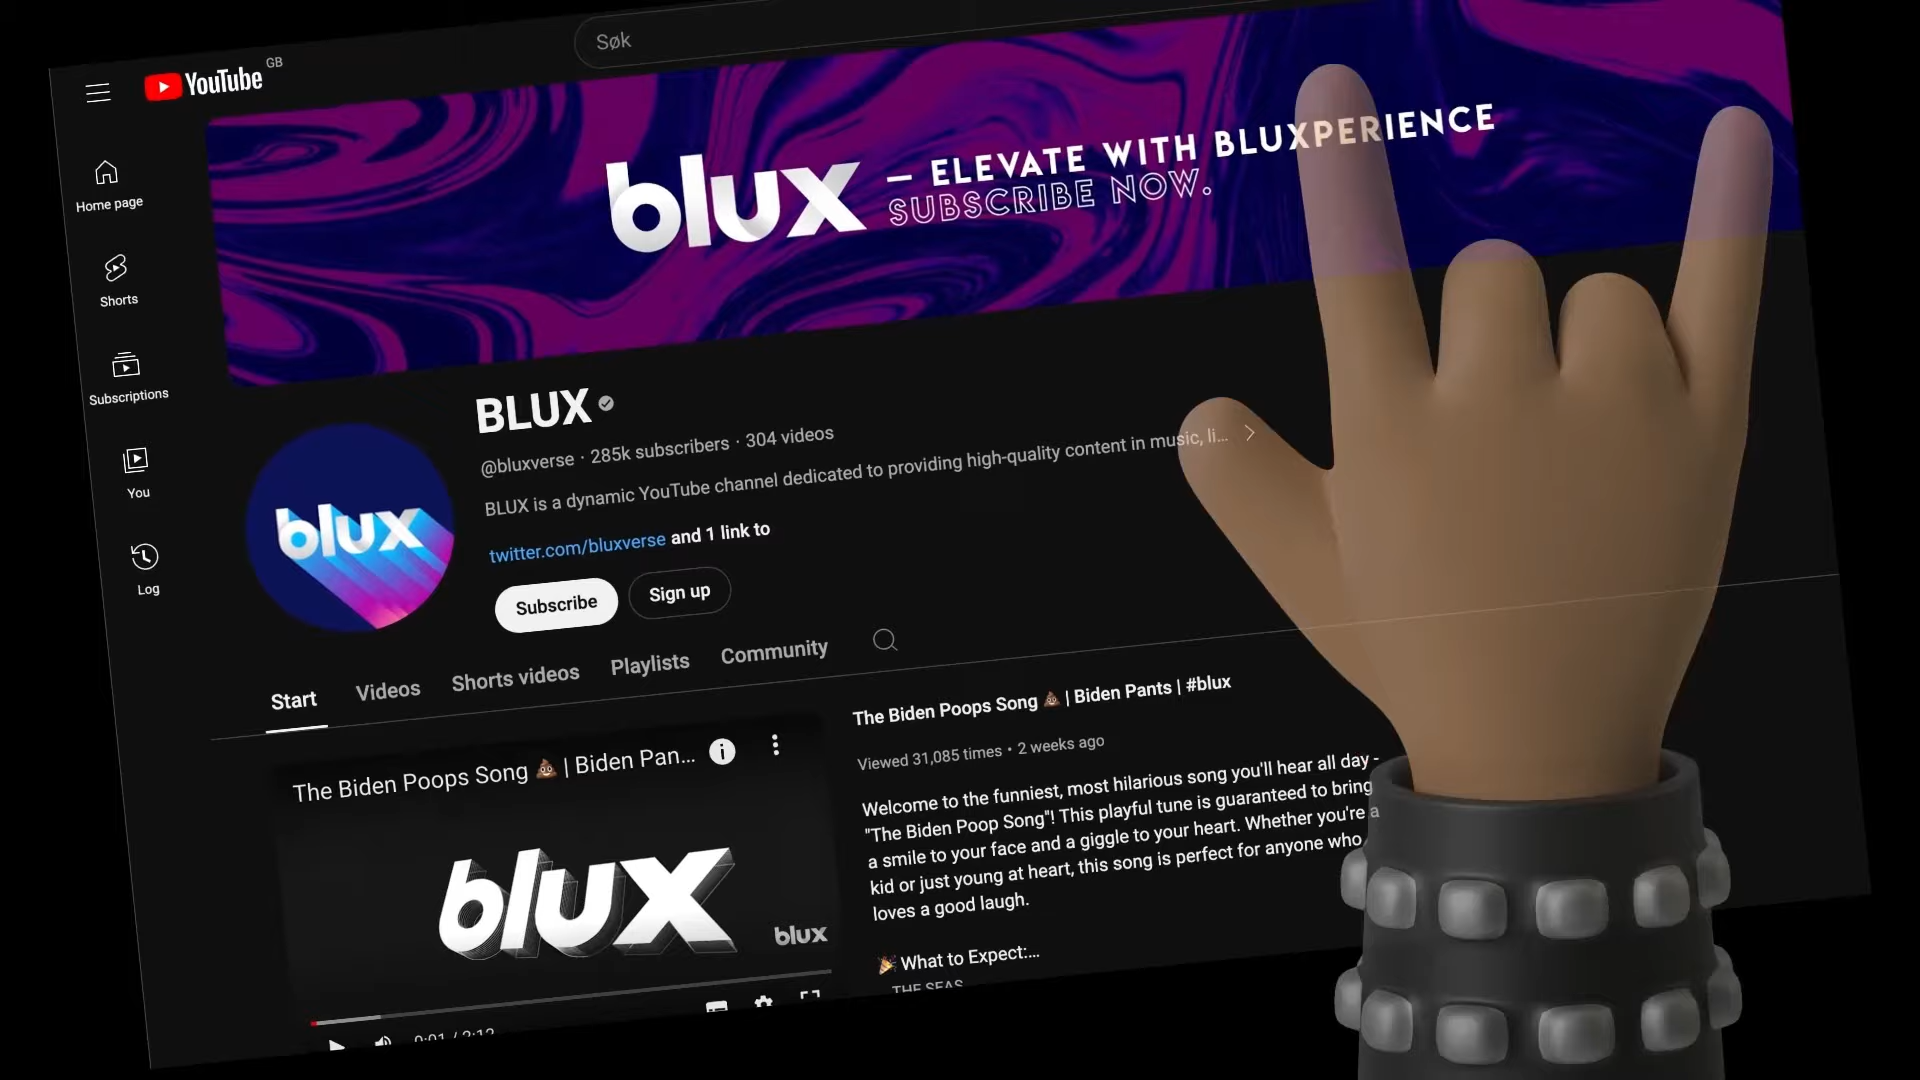 YouTube GB
Søk
Home page
Shorts
Subscriptions
You
Log
blux
— ELEVATE WITH BLUXPERIENCE
SUBSCRIBE NOW.
blux
BLUX
@bluxverse · 285k subscribers · 304 videos
BLUX is a dynamic YouTube channel dedicated to providing high-quality content in music, li...
twitter.com/bluxverse and 1 link to
Subscribe
Sign up
Start
Videos
Shorts videos
Playlists
Community
The Biden Poops Song 💩 | Biden Pan...
blux
blux
0:01 / 2:12
The Biden Poops Song 💩 | Biden Pants | #blux
Viewed 31,085 times • 2 weeks ago
Welcome to the funniest, most hilarious song you'll hear all day -
"The Biden Poop Song"! This playful tune is guaranteed to bring
a smile to your face and a giggle to your heart. Whether you're a
kid or just young at heart, this song is perfect for anyone who
loves a good laugh.
🎉 What to Expect:...
THE SEAS